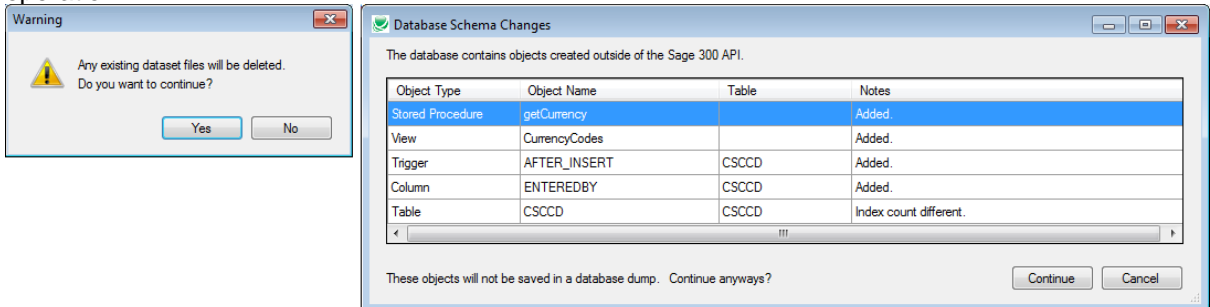 Warning
Any existing dataset files will be deleted.
Do you want to continue?
Yes No
Database Schema Changes
The database contains objects created outside of the Sage 300 API.
Object Type Object Name Table Notes
Stored Procedure getCurrency Added.
View CurrencyCodes Added.
Trigger AFTER_INSERT CSCCD Added.
Column ENTEREDBY CSCCD Added.
Table CSCCD CSCCD Index count different.
These objects will not be saved in a database dump. Continue anyways?
Continue Cancel